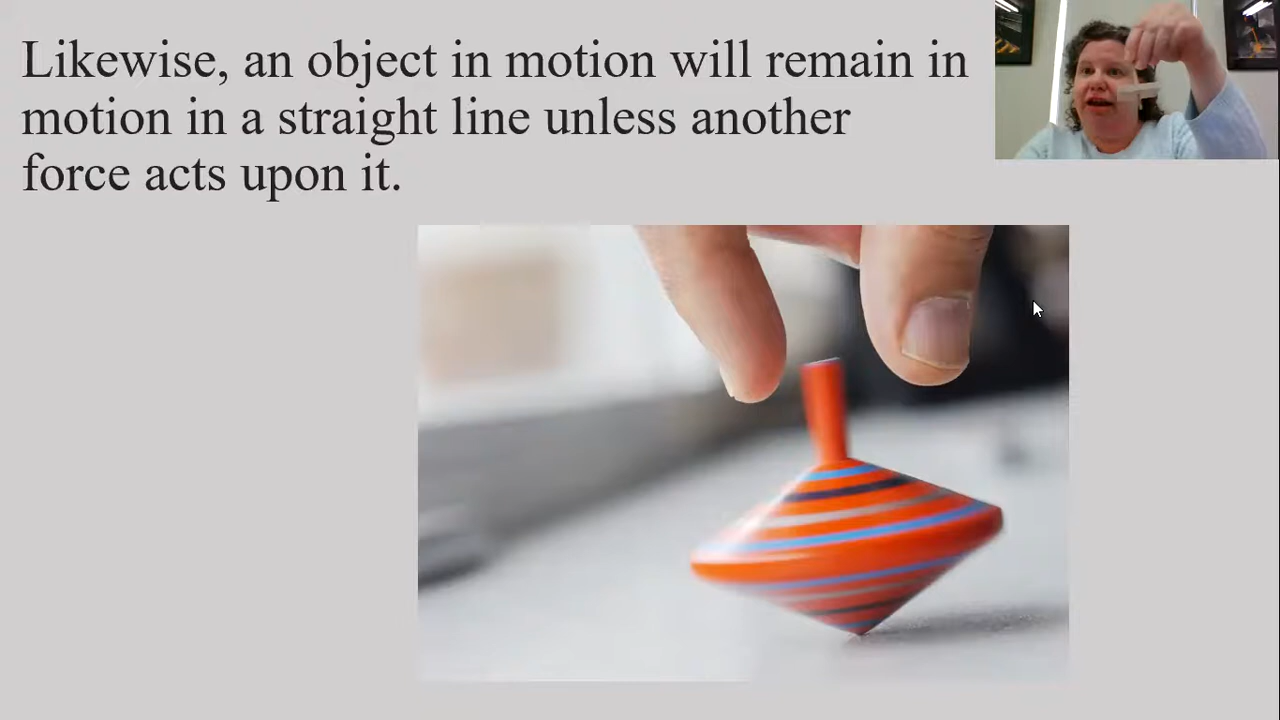 Likewise, an object in motion will remain in
motion in a straight line unless another
force acts upon it.